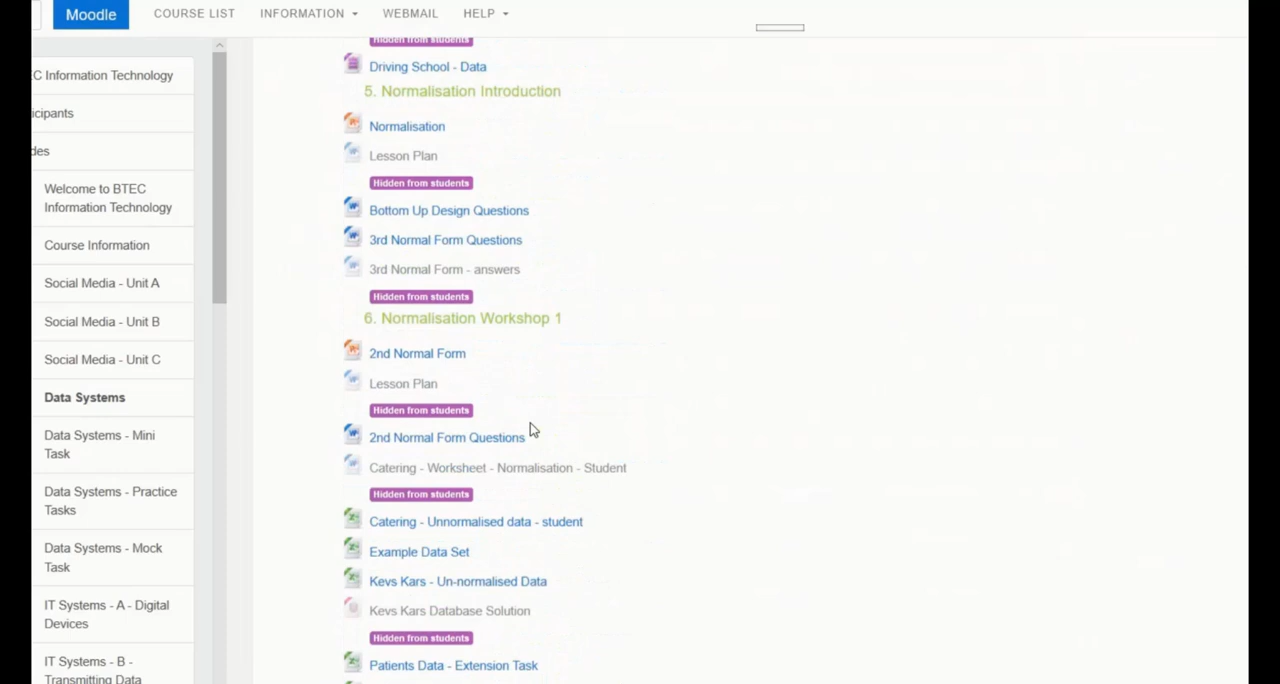 Moodle
COURSE LIST
INFORMATION
WEBMAIL
HELP
C Information Technology
icipants
des
Welcome to BTEC
Information Technology
Course Information
Social Media - Unit A
Social Media - Unit B
Social Media - Unit C
Data Systems
Data Systems - Mini
Task
Data Systems - Practice
Tasks
Data Systems - Mock
Task
IT Systems - A - Digital
Devices
IT Systems - B -
Transmitting Data
Hidden from students
Driving School - Data
5. Normalisation Introduction
Normalisation
Lesson Plan
Hidden from students
Bottom Up Design Questions
3rd Normal Form Questions
3rd Normal Form - answers
Hidden from students
6. Normalisation Workshop 1
2nd Normal Form
Lesson Plan
Hidden from students
2nd Normal Form Questions
Catering - Worksheet - Normalisation - Student
Hidden from students
Catering - Unnormalised data - student
Example Data Set
Kevs Kars - Un-normalised Data
Kevs Kars Database Solution
Hidden from students
Patients Data - Extension Task